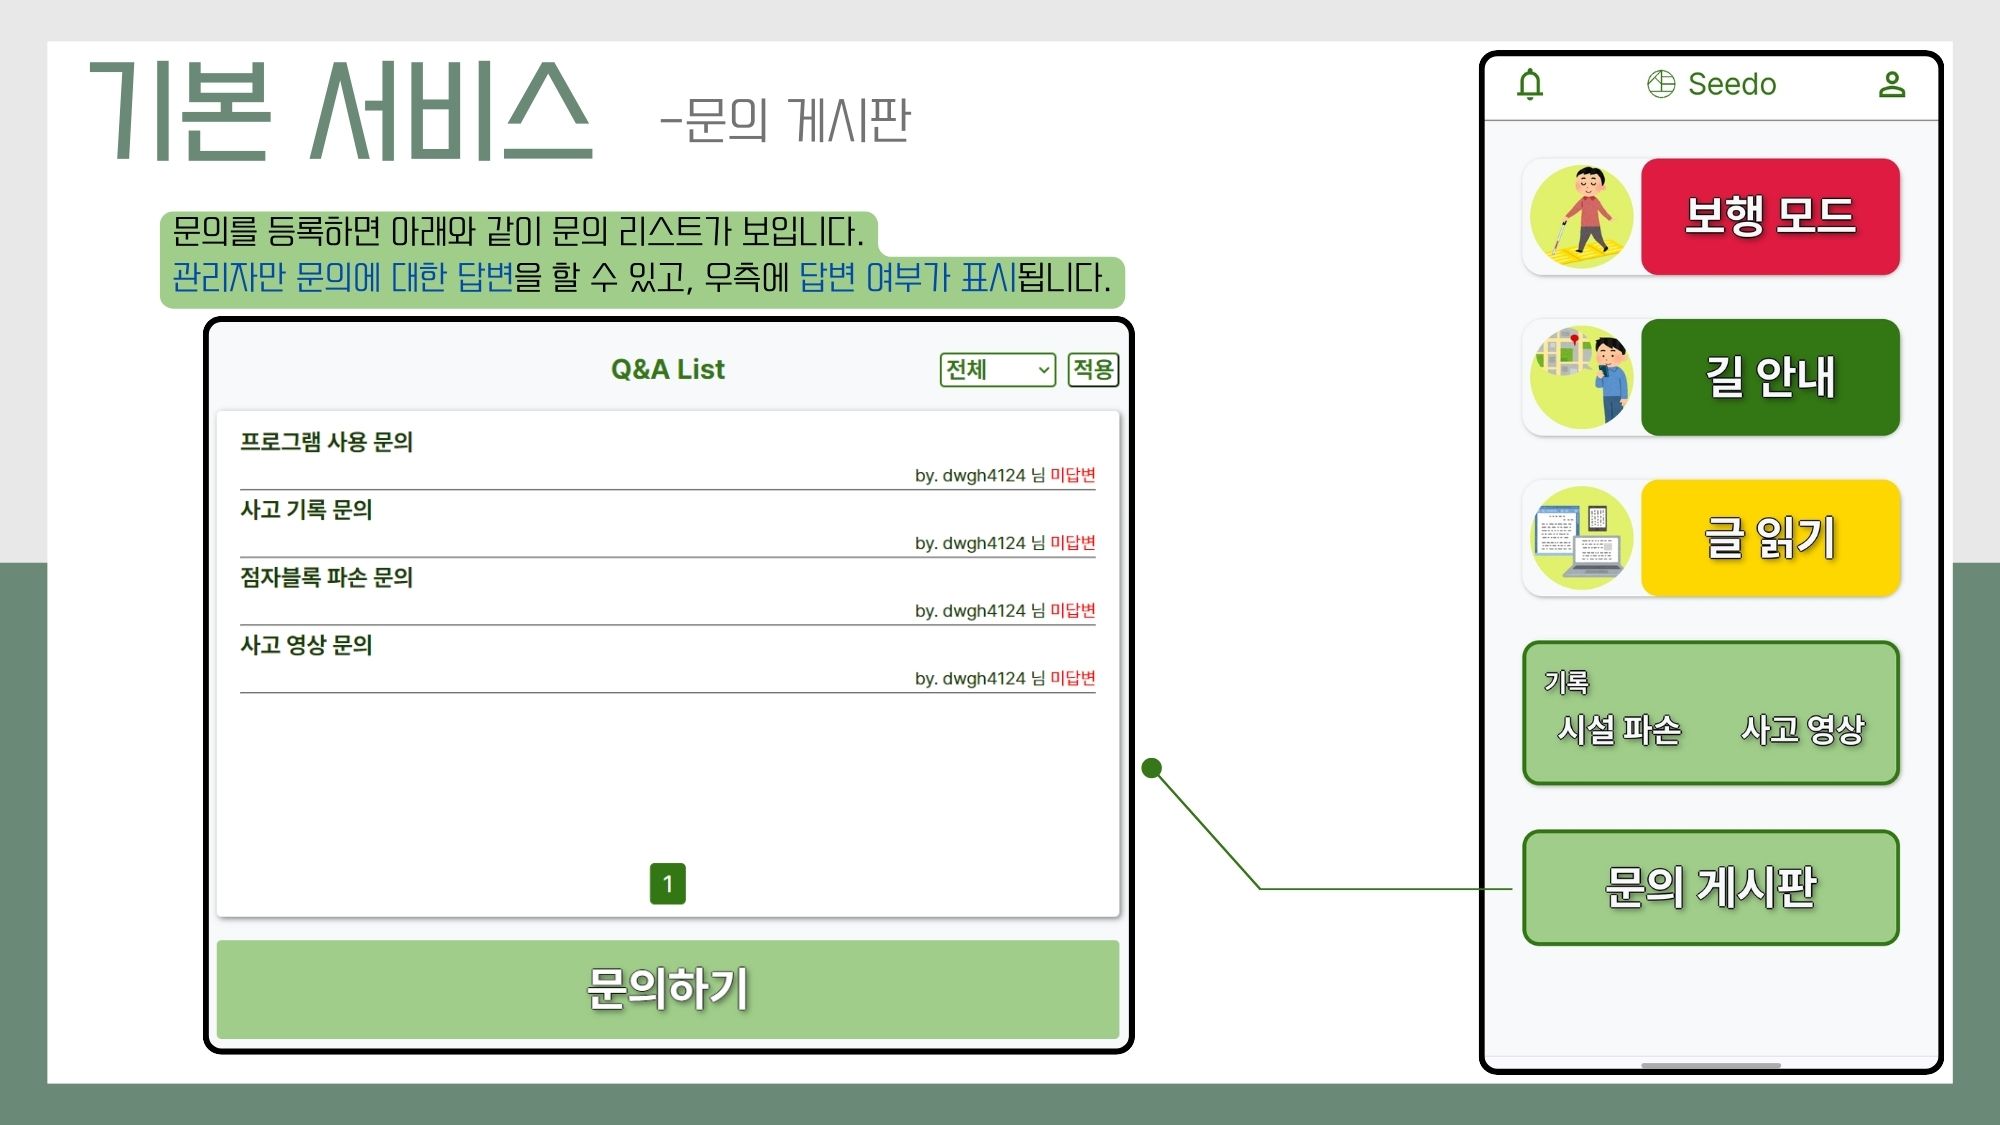 기본 서비스
-문의 게시판
문의를 등록하면 아래와 같이 문의 리스트가 보입니다.
관리자만 문의에 대한 답변을 할 수 있고, 우측에 답변 여부가 표시됩니다.
Q&A List
전체
적용
프로그램 사용 문의
by. dwgh4124 님 미답변
사고 기록 문의
by. dwgh4124 님 미답변
점자블록 파손 문의
by. dwgh4124 님 미답변
사고 영상 문의
by. dwgh4124 님 미답변
1
문의하기
Seedo
보행 모드
길 안내
글 읽기
기록
시설 파손
사고 영상
문의 게시판